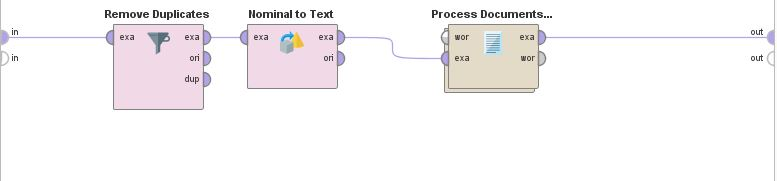 Remove Duplicates
Nominal to Text
Process Documents...
in
exa
exa
exa
exa
wor
exa
out
in
ori
ori
exa
wor
out
dup